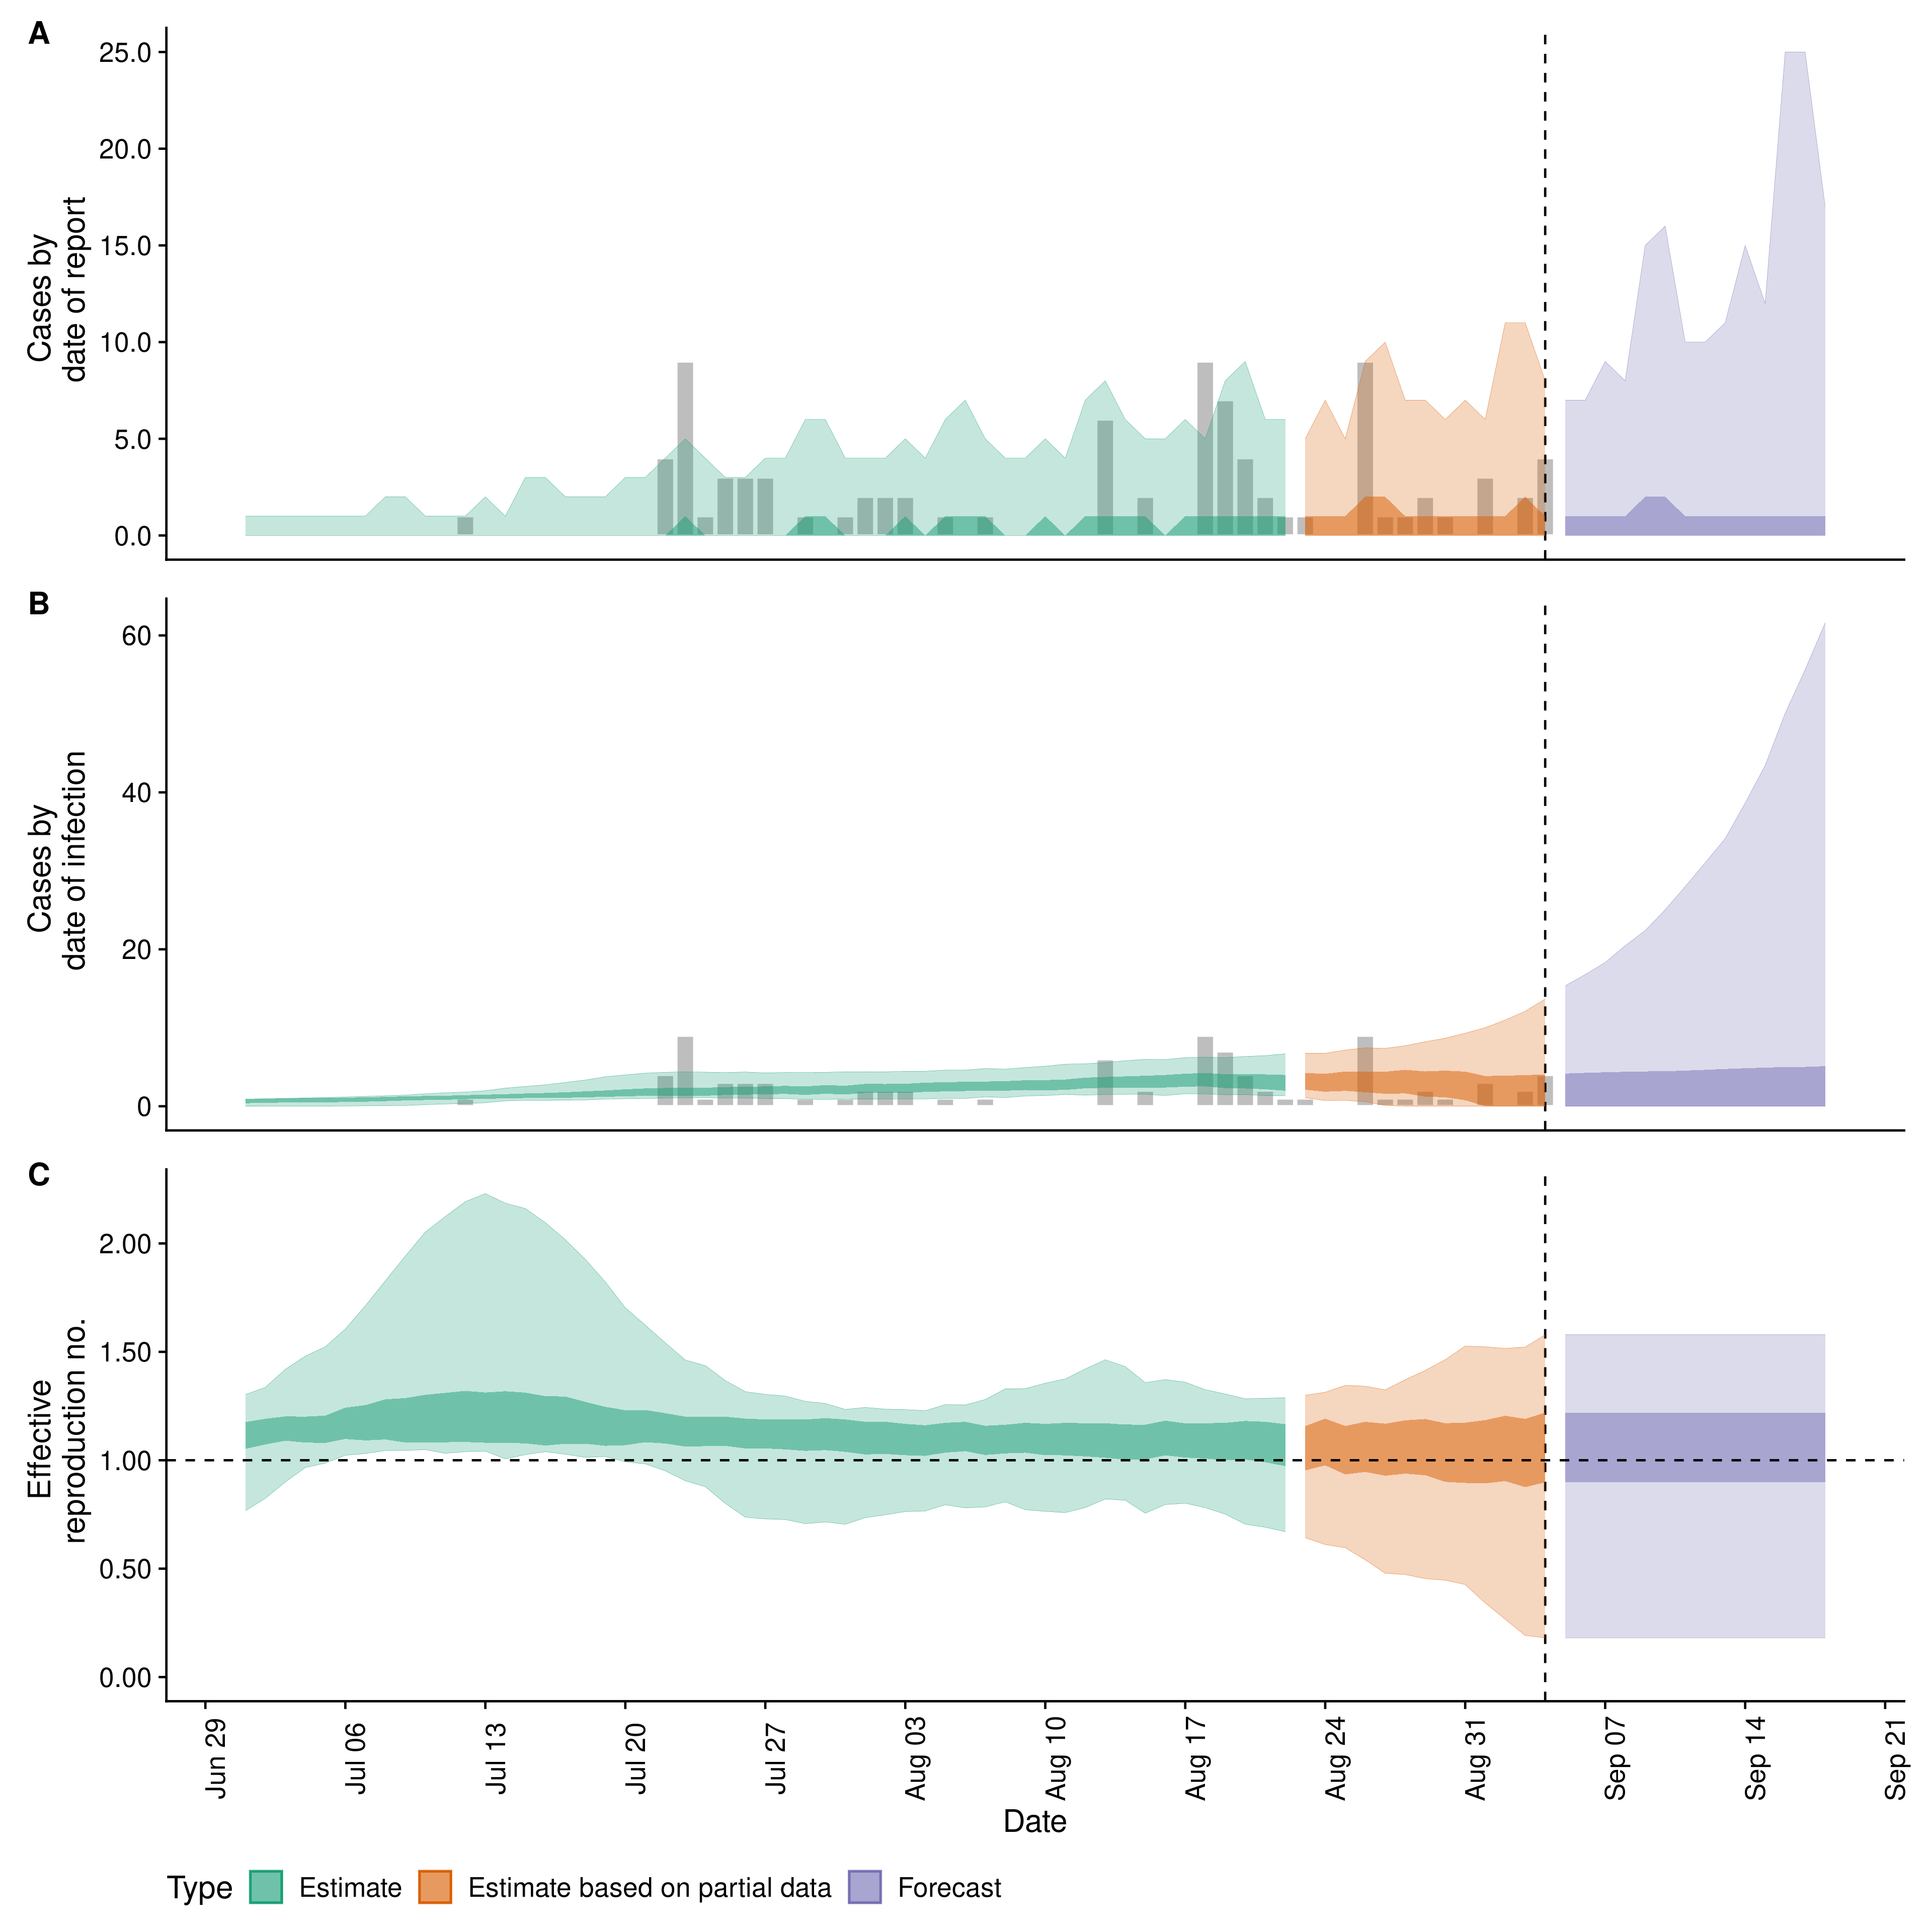 A
25.0
20.0
15.0
10.0
5.0
0.0
Cases by
date of report
B
60
40
20
0
Cases by
date of infection
C
2.00
1.50
1.00
0.50
0.00
Effective
reproduction no.
Jun 29
Jul 06
Jul 13
Jul 20
Jul 27
Aug 03
Aug 10
Aug 17
Aug 24
Aug 31
Sep 07
Sep 14
Sep 21
Date
Type
Estimate
Estimate based on partial data
Forecast